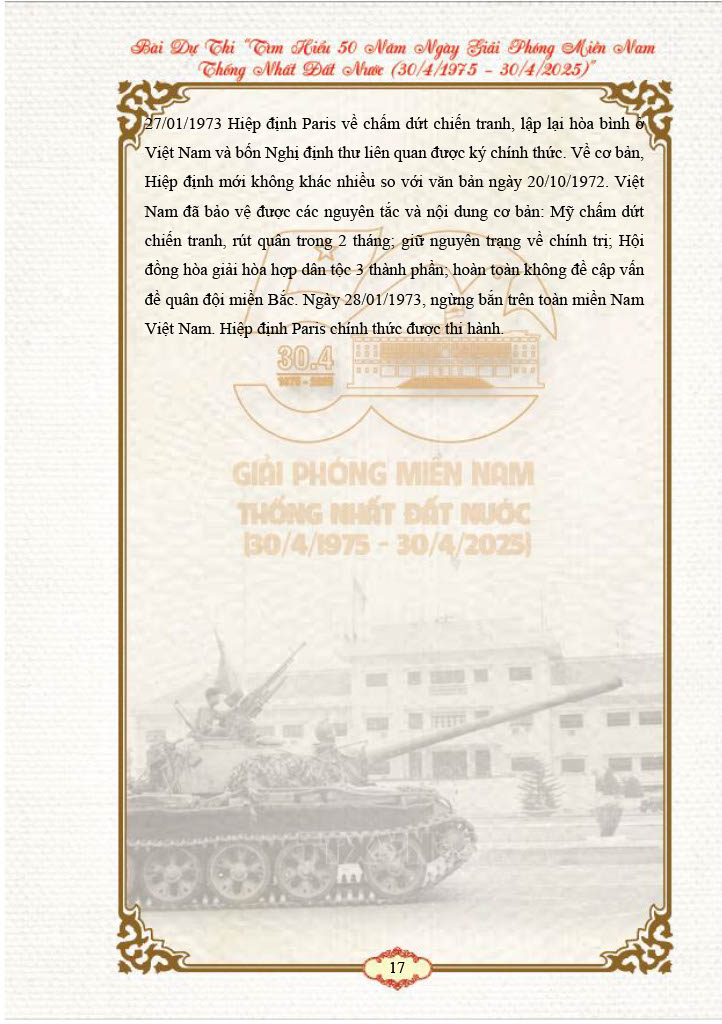 Bài Dự Thi “Tìm Hiểu 50 Năm Ngày Giải Phóng Miền Nam
Thống Nhất Đất Nước (30/4/1975 – 30/4/2025)”
27/01/1973 Hiệp định Paris về chấm dứt chiến tranh, lập lại hòa bình ở
Việt Nam và bốn Nghị định thư liên quan được ký chính thức. Về cơ bản,
Hiệp định mới không khác nhiều so với văn bản ngày 20/10/1972. Việt
Nam đã bảo vệ được các nguyên tắc và nội dung cơ bản: Mỹ chấm dứt
chiến tranh, rút quân trong 2 tháng; giữ nguyên trạng về chính trị; Hội
đồng hòa giải hòa hợp dân tộc 3 thành phần; hoàn toàn không đề cập vấn
đề quân đội miền Bắc. Ngày 28/01/1973, ngừng bắn trên toàn miền Nam
Việt Nam. Hiệp định Paris chính thức được thi hành.
50
30.4
1975 - 2025
GIẢI PHÓNG MIỀN NAM
THỐNG NHẤT ĐẤT NƯỚC
(30/4/1975 - 30/4/2025)
17